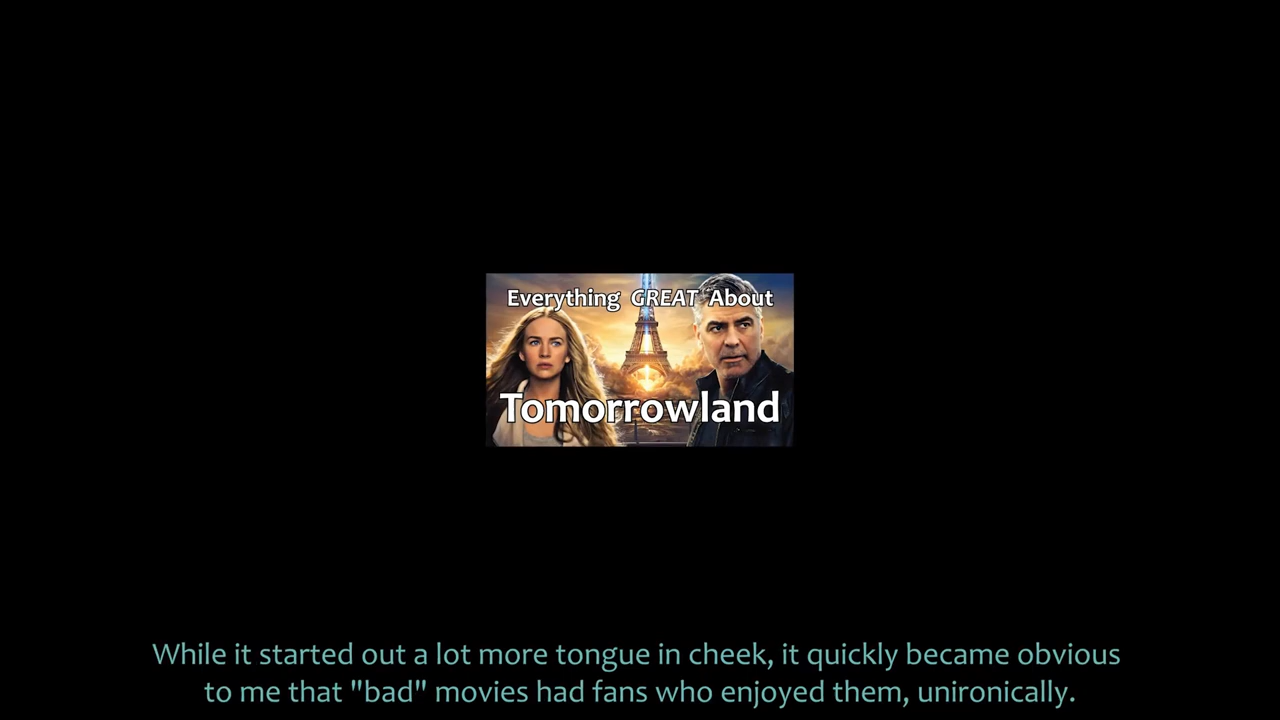 Everything GREAT About
Tomorrowland
While it started out a lot more tongue in cheek, it quickly became obvious
to me that "bad" movies had fans who enjoyed them, unironically.